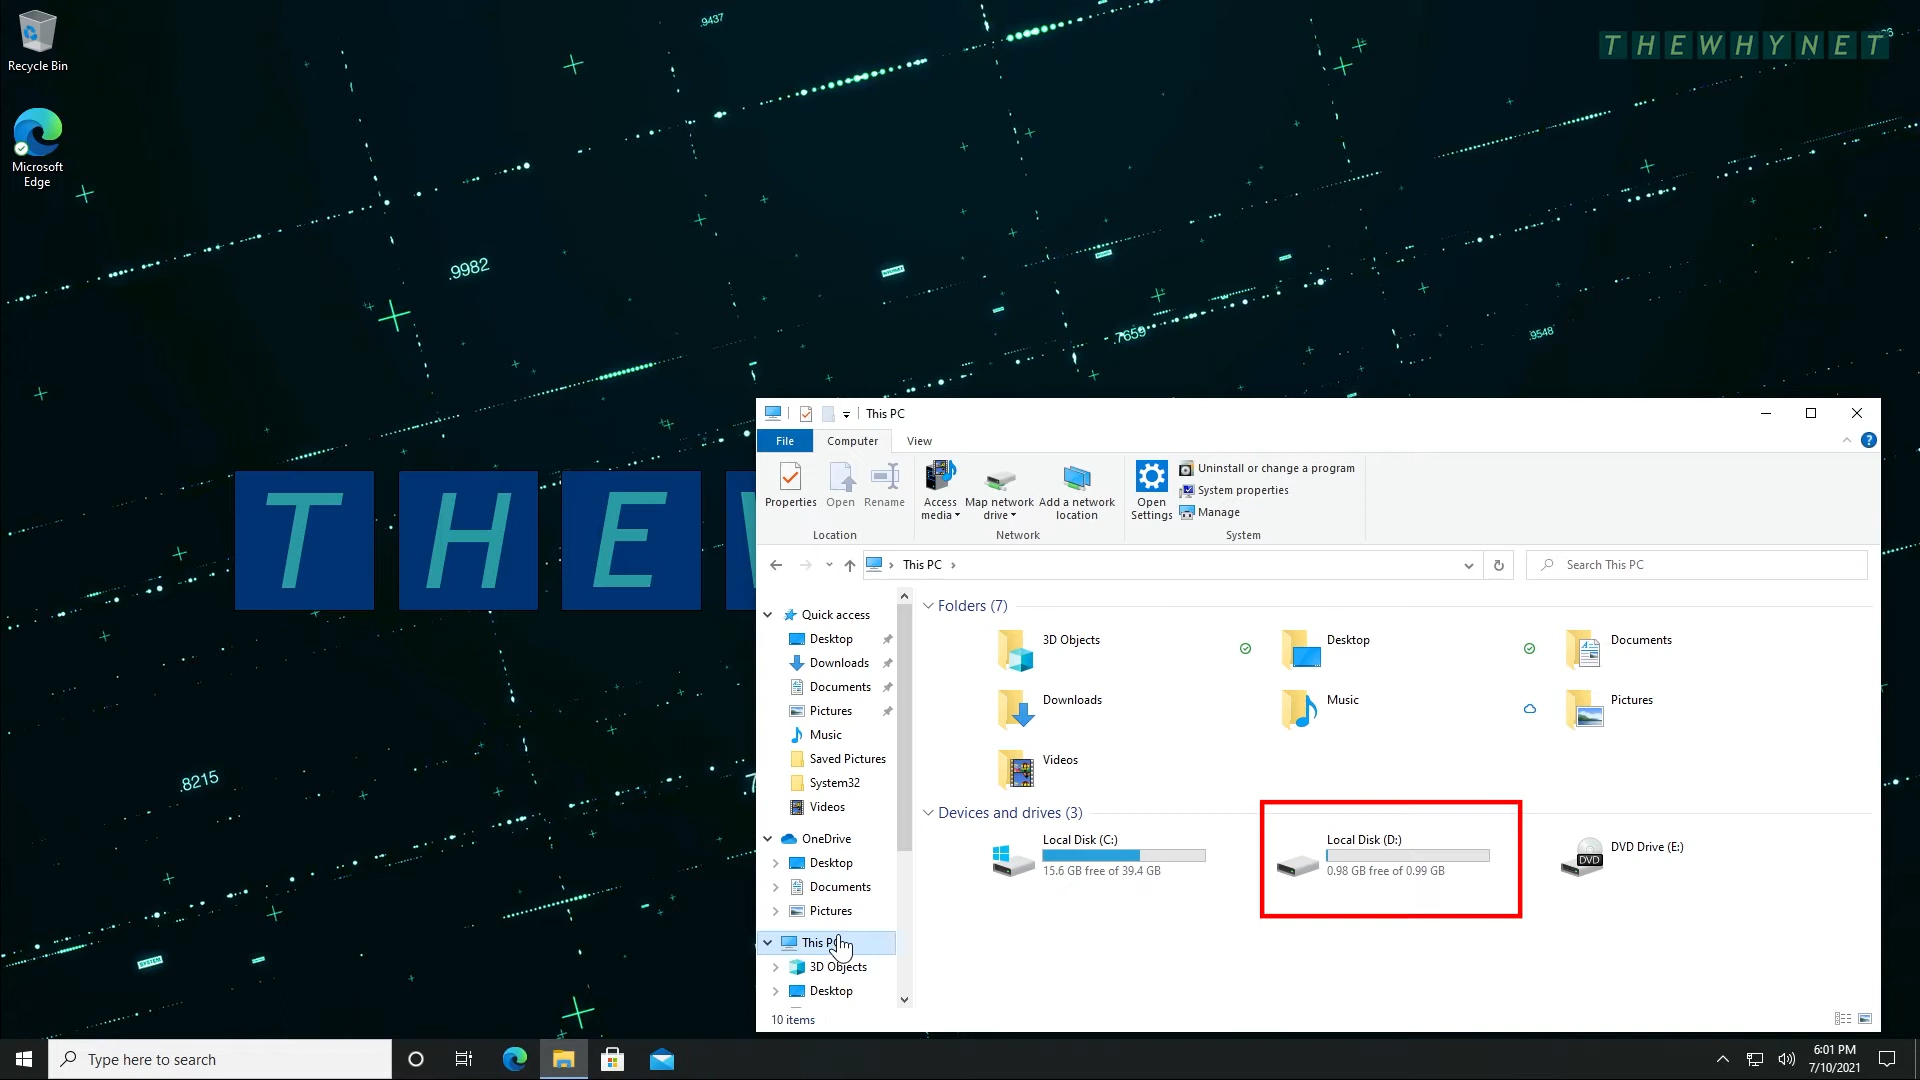 Recycle Bin
Microsoft
Edge
.9437
THEWHYNET
.9982
.7659
.9548
.8215
THE
This PC
File
Computer
View
?
Properties
Open
Rename
Access
media
Map network
drive
Add a network
location
Open
Settings
Uninstall or change a program
System properties
Manage
Location
Network
System
This PC
Search This PC
Quick access
Desktop
Downloads
Documents
Pictures
Music
Saved Pictures
System32
Videos
OneDrive
Desktop
Documents
Pictures
This PC
3D Objects
Desktop
Folders (7)
3D Objects
Desktop
Documents
Downloads
Music
Pictures
Videos
Devices and drives (3)
Local Disk (C:)
15.6 GB free of 39.4 GB
Local Disk (D:)
0.98 GB free of 0.99 GB
DVD
DVD Drive (E:)
SYSTEM
10 items
Type here to search
6:01 PM
7/10/2021